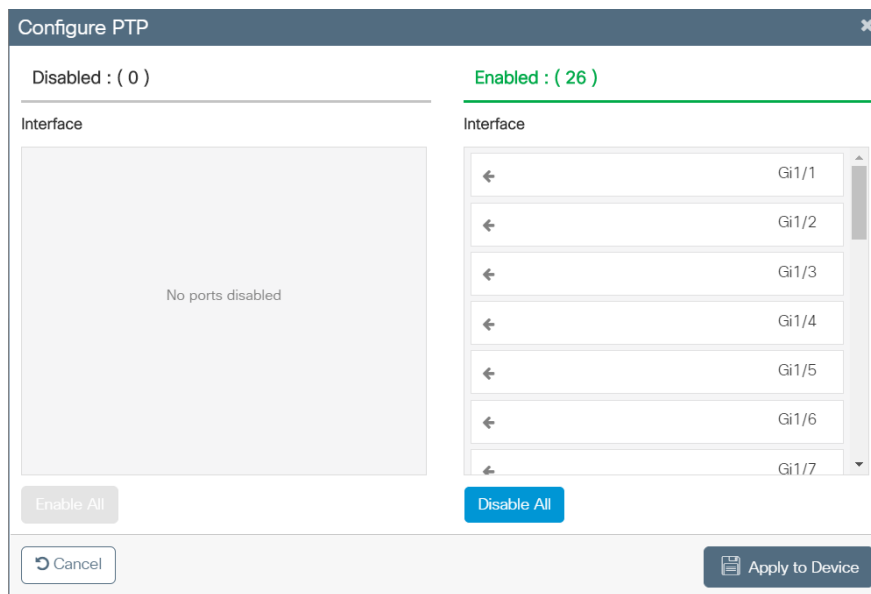 Configure PTP
Disabled : ( 0 )
Enabled : ( 26 )
Interface
Interface
No ports disabled
Gi1/1
Gi1/2
Gi1/3
Gi1/4
Gi1/5
Gi1/6
Gi1/7
Enable All
Disable All
Cancel
Apply to Device